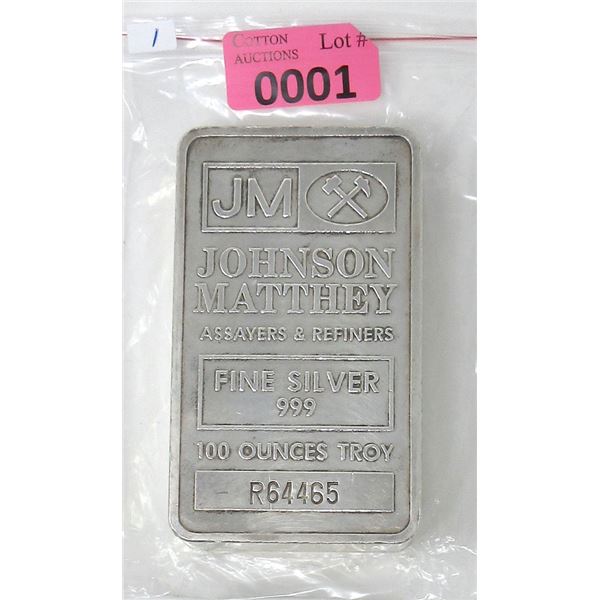 1
COTTON
AUCTIONS
Lot #
0001
JM
JOHNSON
MATTHEY
ASSAYERS & REFINERS
FINE SILVER
999
100 OUNCES TROY
R64465